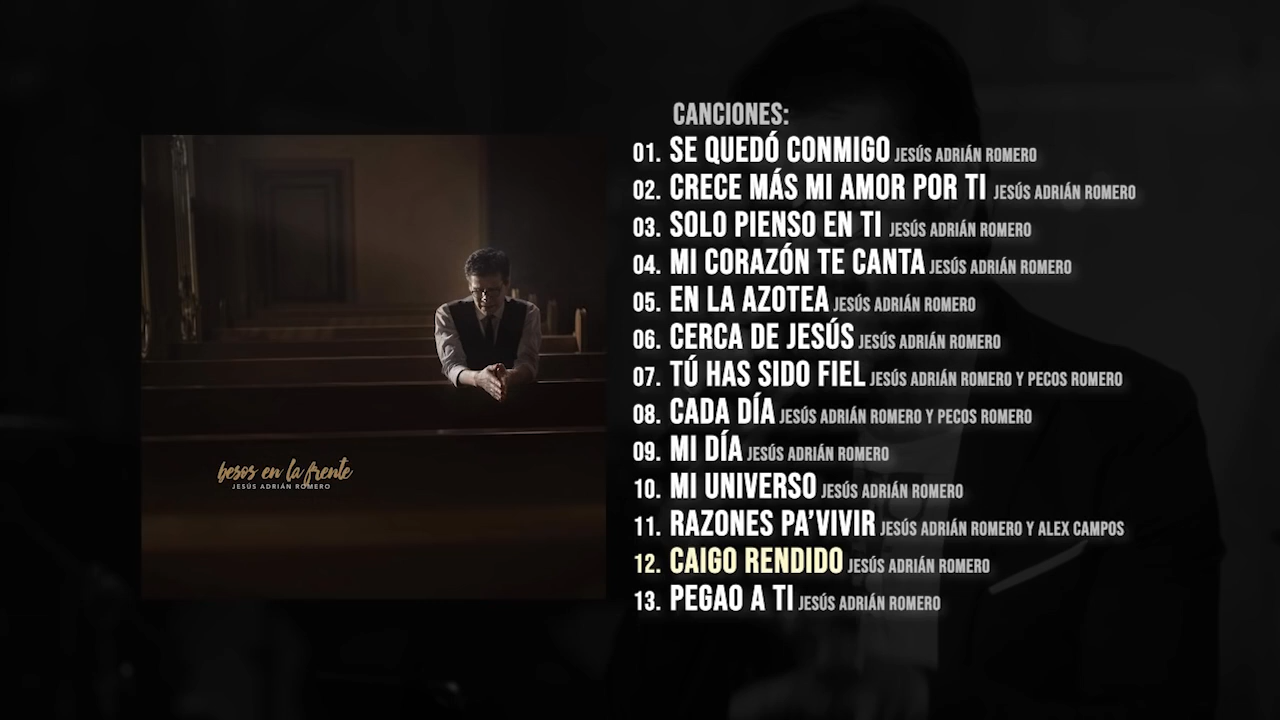 CANCIONES:
01. SE QUEDÓ CONMIGO JESÚS ADRIÁN ROMERO
02. CRECE MÁS MI AMOR POR TI JESÚS ADRIÁN ROMERO
03. SOLO PIENSO EN TI JESÚS ADRIÁN ROMERO
04. MI CORAZÓN TE CANTA JESÚS ADRIÁN ROMERO
05. EN LA AZOTEA JESÚS ADRIÁN ROMERO
06. CERCA DE JESÚS JESÚS ADRIÁN ROMERO
07. TÚ HAS SIDO FIEL JESÚS ADRIÁN ROMERO Y PECOS ROMERO
08. CADA DÍA JESÚS ADRIÁN ROMERO Y PECOS ROMERO
09. MI DÍA JESÚS ADRIÁN ROMERO
10. MI UNIVERSO JESÚS ADRIÁN ROMERO
11. RAZONES PA'VIVIR JESÚS ADRIÁN ROMERO Y ALEX CAMPOS
12. CAIGO RENDIDO JESÚS ADRIÁN ROMERO
13. PEGAO A TI JESÚS ADRIÁN ROMERO
besos en la frente
JESÚS ADRIÁN ROMERO